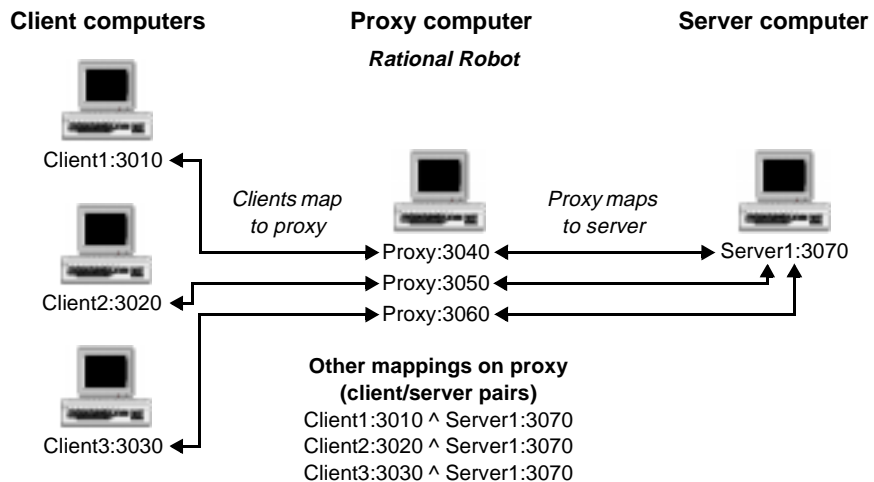 Client computers
Proxy computer
Server computer
Rational Robot
Client1:3010
Clients map
to proxy
Proxy maps
to server
Proxy:3040
Server1:3070
Proxy:3050
Client2:3020
Proxy:3060
Other mappings on proxy
(client/server pairs)
Client1:3010 ^ Server1:3070
Client2:3020 ^ Server1:3070
Client3:3030
Client3:3030 ^ Server1:3070